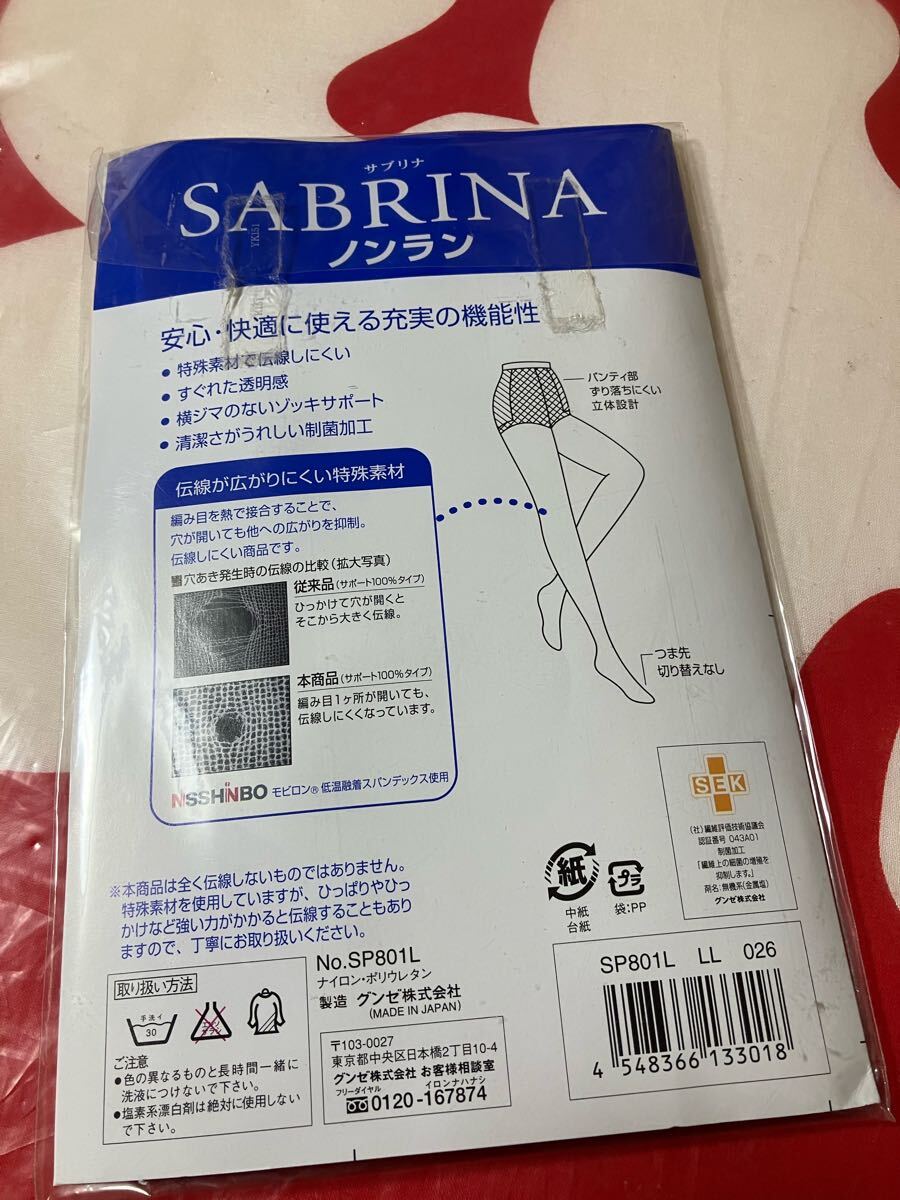 サブリナ
SABRINA
ノンラン
安心・快適に使える充実の機能性
●特殊素材で伝線しにくい
●すぐれた透明感
●横ジマのないゾッキサポート
●清潔さがうれしい制菌加工
パンティ部
ずり落ちにくい
立体設計
伝線が広がりにくい特殊素材
編み目を熱で接合することで、
穴が開いても他への広がりを抑制。
伝線しにくい商品です。
穴あき発生時の伝線の比較(拡大写真)
従来品(サポート100%タイプ)
ひっかけて穴が開くと
そこから大きく伝線。
本商品(サポート100%タイプ)
編み目1ヶ所が開いても、
伝線しにくくなっています。
NISSHINBO モビロン® 低温融着スパンデックス使用
つま先
切り替えなし
SEK
(社)繊維評価技術協議会
認証番号 043A01
制菌加工
「繊維上の細菌の増殖を
抑制します。」
剤名:無機系(金属塩)
グンゼ株式会社
紙
中紙
台紙
プラ
袋:PP
※本商品は全く伝線しないものではありません。
特殊素材を使用していますが、ひっぱりやひっ
かけなど強い力がかかると伝線することもあり
ますので、丁寧にお取り扱いください。
取り扱い方法
手洗イ
30
エンソ
サラシ
ご注意
●色の異なるものと長時間一緒に
洗液につけないで下さい。
●塩素系漂白剤は絶対に使用しない
で下さい。
No.SP801L
ナイロン・ポリウレタン
製造 グンゼ株式会社
(MADE IN JAPAN)
〒103-0027
東京都中央区日本橋2丁目10-4
グンゼ株式会社 お客様相談室
フリーダイヤル イロンナハナシ
0120-167874
SP801L LL 026
4 548366 133018